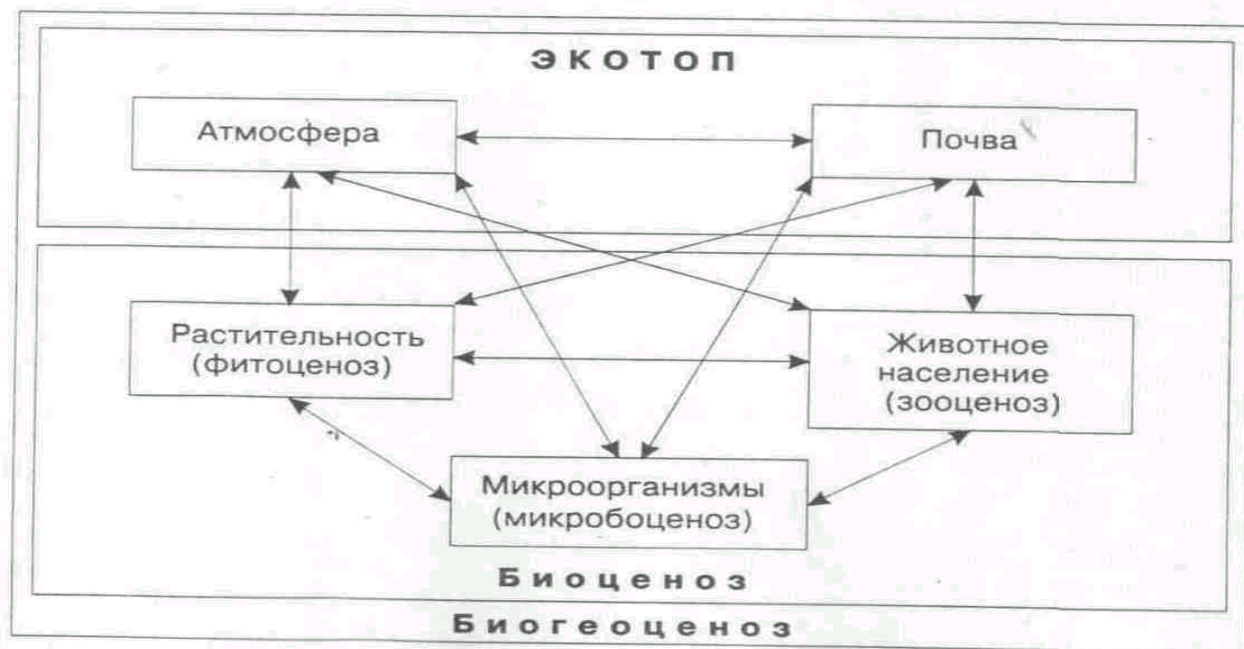 ЭКОТОП
Атмосфера
Почва
Растительность
(фитоценоз)
Животное
население
(зооценоз)
Микроорганизмы
(микробоценоз)
Биоценоз
Биогеоценоз